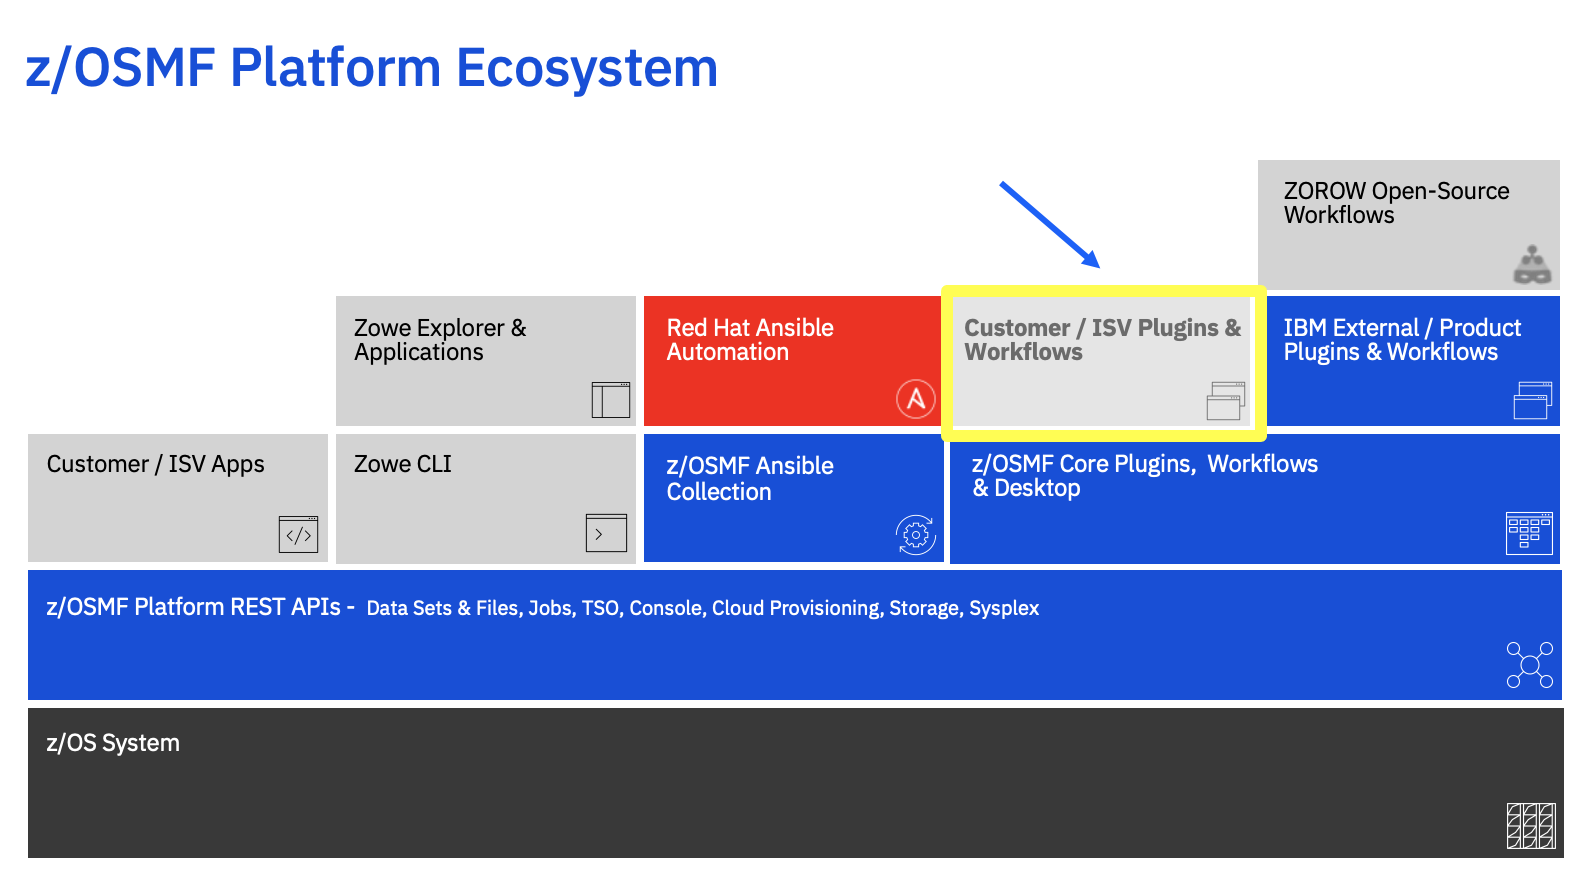 z/OSMF Platform Ecosystem
ZOROW Open-Source
Workflows
Zowe Explorer &
Applications
Red Hat Ansible
Automation
Customer / ISV Plugins &
Workflows
IBM External / Product
Plugins & Workflows
Customer / ISV Apps
Zowe CLI
z/OSMF Ansible
Collection
z/OSMF Core Plugins,  Workflows
& Desktop
z/OSMF Platform REST APIs -  Data Sets & Files, Jobs, TSO, Console, Cloud Provisioning, Storage, Sysplex
z/OS System